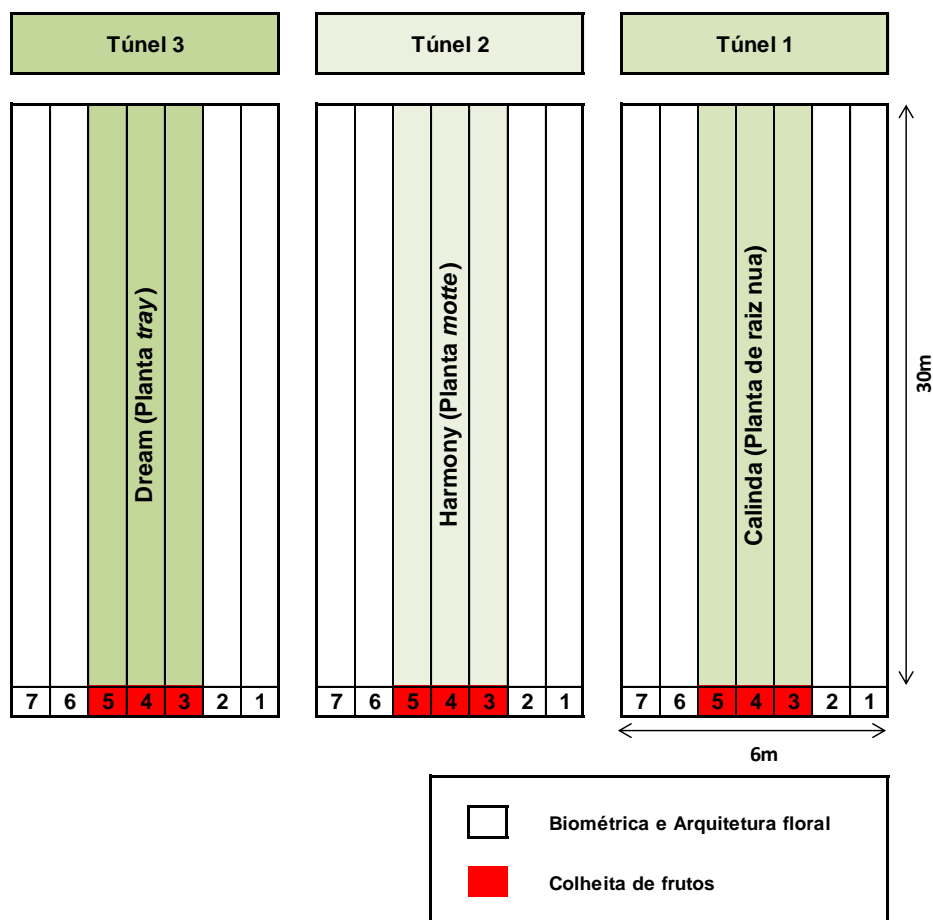 Túnel 3
Túnel 2
Túnel 1
Dream (Planta tray)
Harmony (Planta motte)
Calinda (Planta de raiz nua)
30m
7 6 5 4 3 2 1
7 6 5 4 3 2 1
7 6 5 4 3 2 1
6m
Biométrica e Arquitetura floral
Colheita de frutos